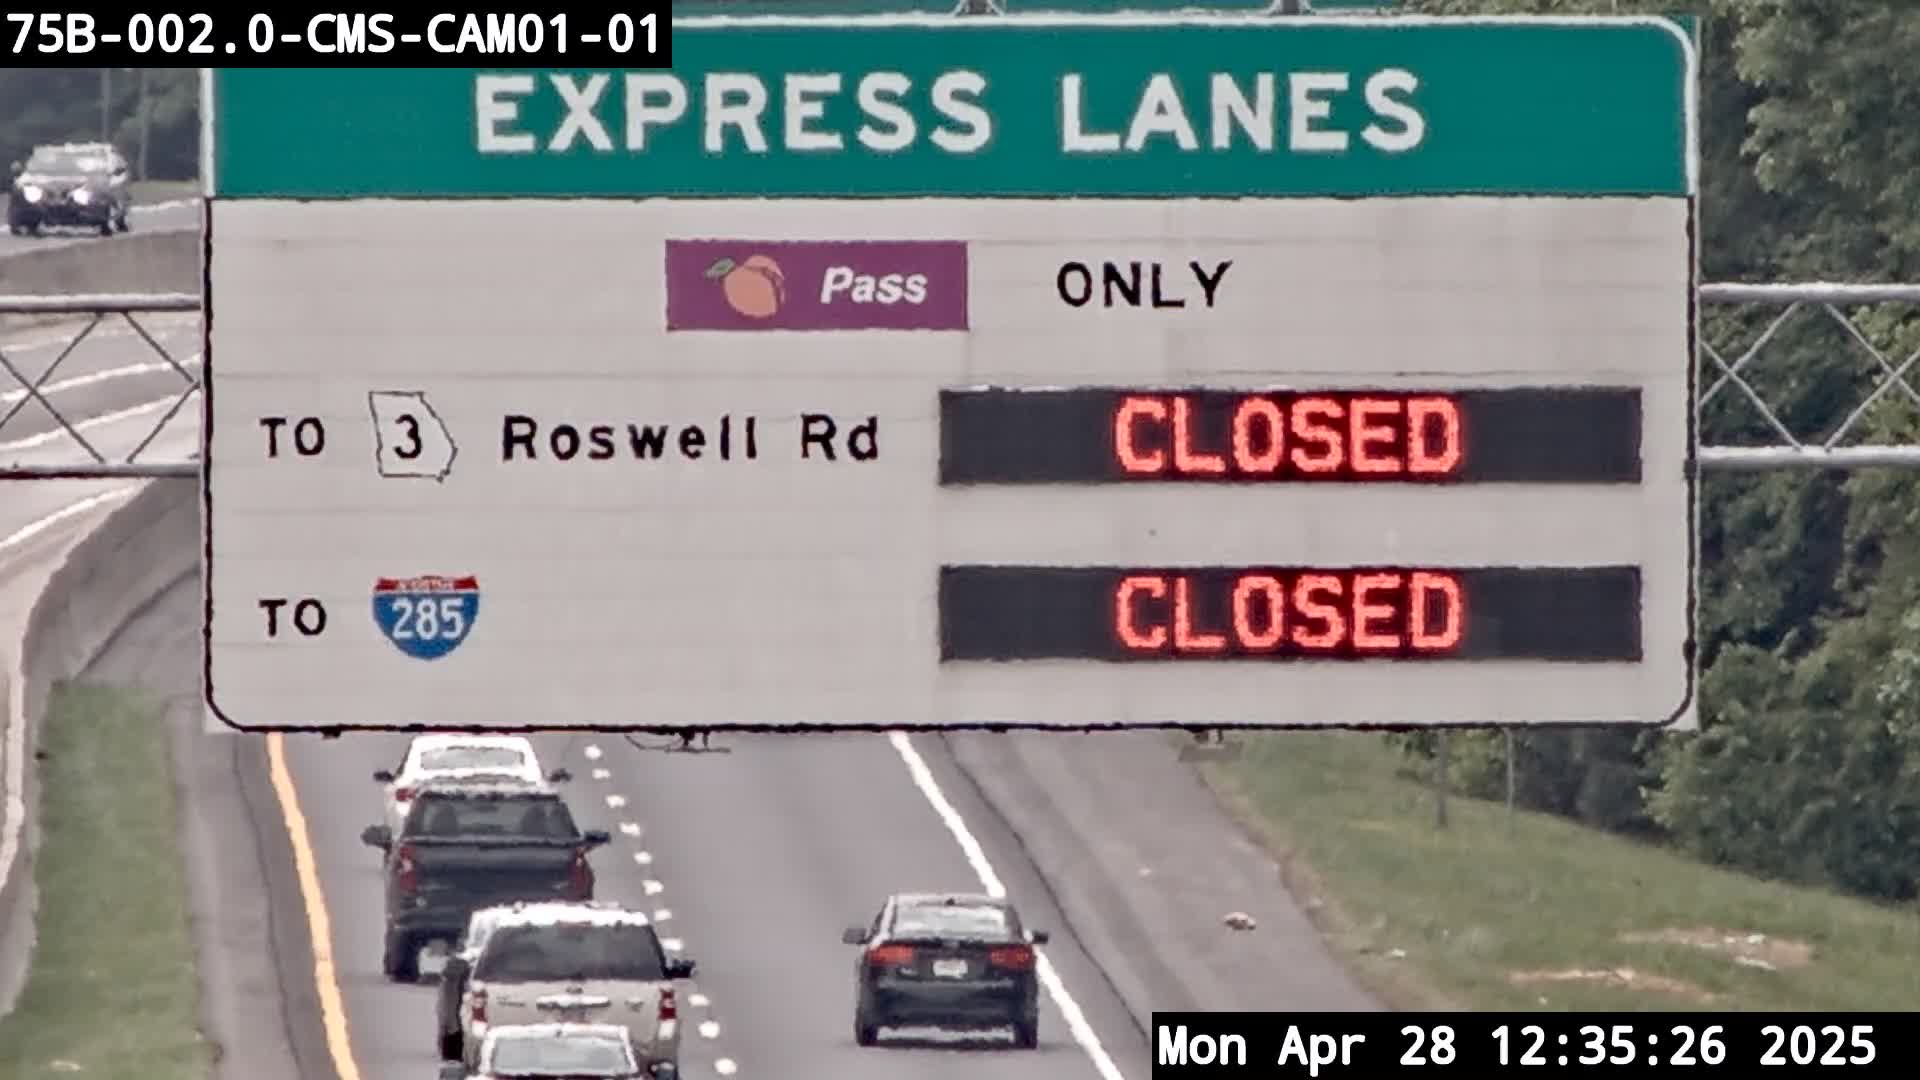 75B-002.0-CMS-CAM01-01
EXPRESS LANES
Pass ONLY
TO 3 Roswell Rd CLOSED
TO 285 CLOSED
Mon Apr 28 12:35:26 2025